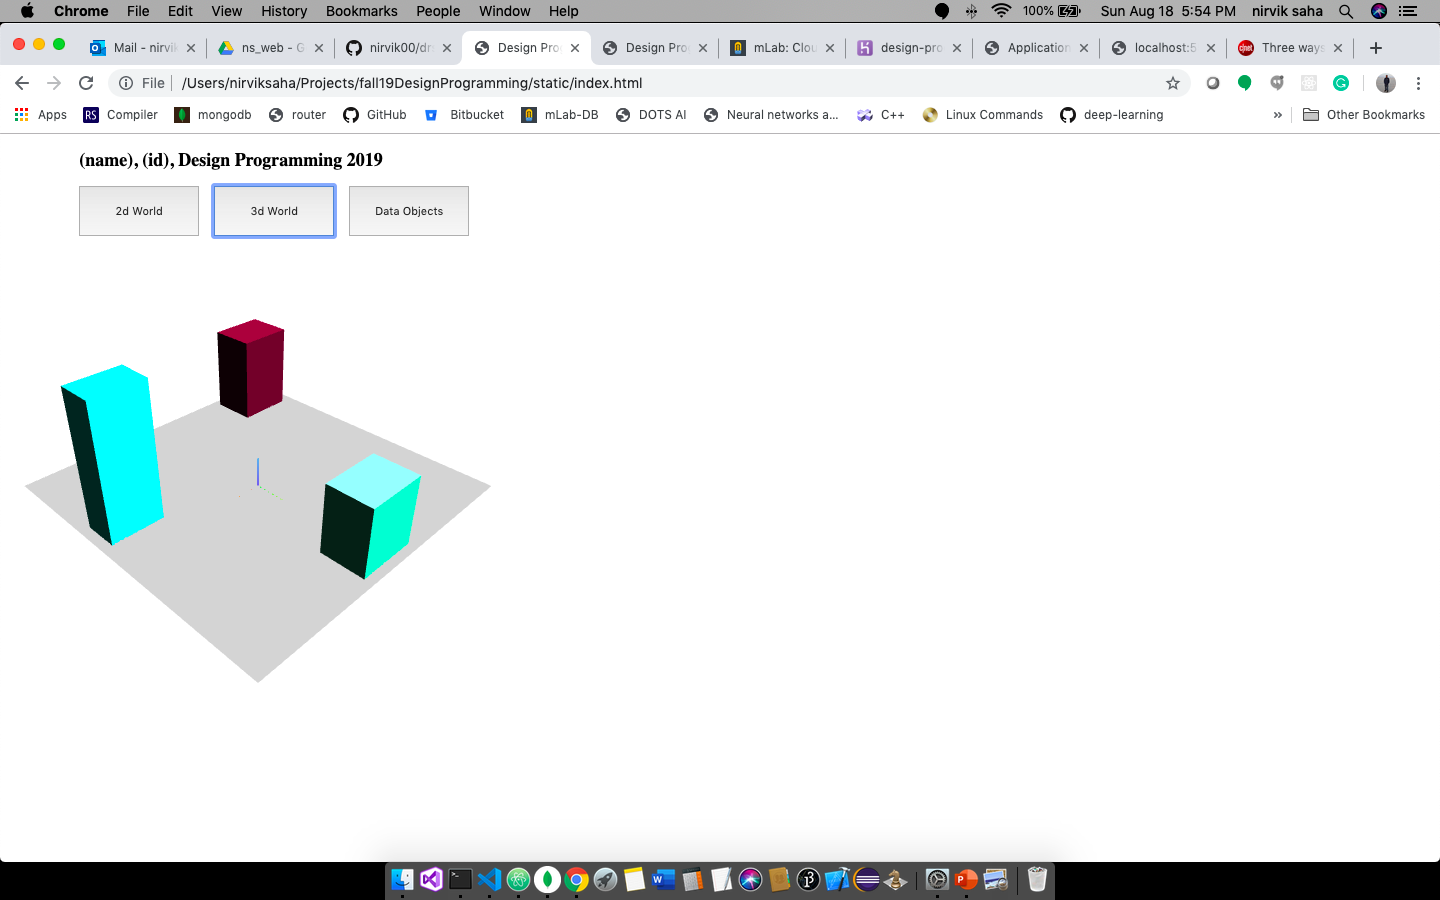 Chrome File Edit View History Bookmarks People Window Help 100% Sun Aug 18 5:54 PM nirvik saha
Mail - nirvi ns_web - G nirvik00/dr Design Pro Design Pro mLab: Clou design-pro Application localhost:5 Three ways
File /Users/nirviksaha/Projects/fall19DesignProgramming/static/index.html
Apps RS Compiler mongodb router GitHub Bitbucket mLab-DB DOTS AI Neural networks a... C++ Linux Commands deep-learning » Other Bookmarks
(name), (id), Design Programming 2019
2d World 3d World Data Objects